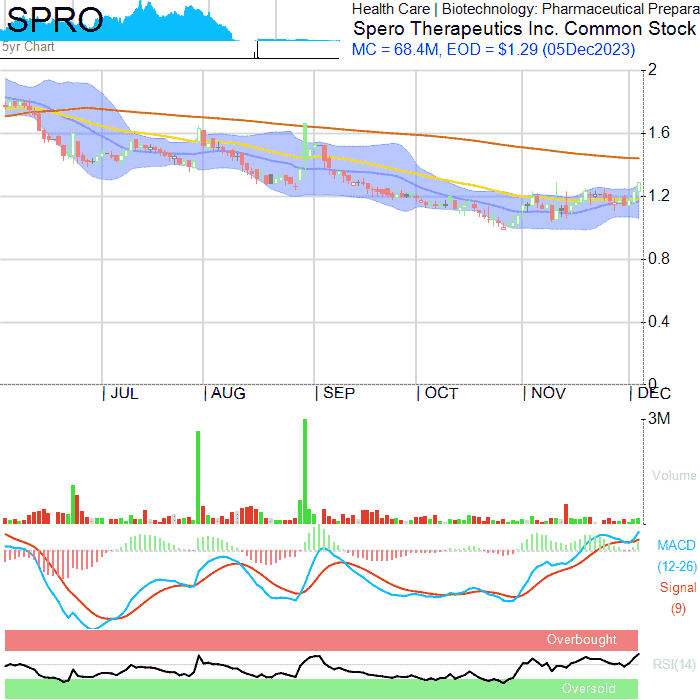 SPRO
5yr Chart
Health Care | Biotechnology: Pharmaceutical Prepara
Spero Therapeutics Inc. Common Stock
MC = 68.4M, EOD = $1.29 (05Dec2023)
2
1.6
1.2
0.8
0.4
0
JUL AUG SEP OCT NOV DEC
3M
Volume
MACD
(12-26)
Signal
(9)
Overbought
RSI(14)
Oversold